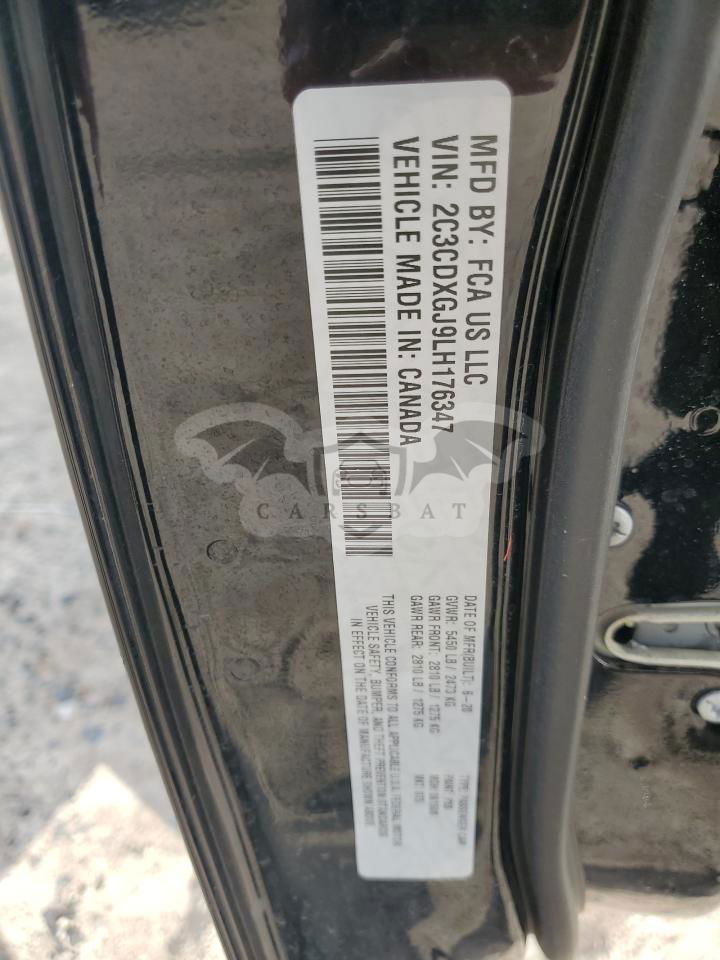 MFD BY: FCA US LLC
VIN: 2C3CDXGJ9LH176347
VEHICLE MADE IN: CANADA
DATE OF MFR(BUILT): 6-20
GVWR: 5450 LB / 2473 KG
GAWR FRONT: 2810 LB / 1275 KG
GAWR REAR: 2810 LB / 1275 KG
TYPE: PASSENGER CAR
THIS VEHICLE CONFORMS TO ALL APPLICABLE U.S.A. FEDERAL MOTOR
VEHICLE SAFETY, BUMPER, AND THEFT PREVENTION STANDARDS
IN EFFECT ON THE DATE OF MANUFACTURE SHOWN ABOVE
CARSBAT